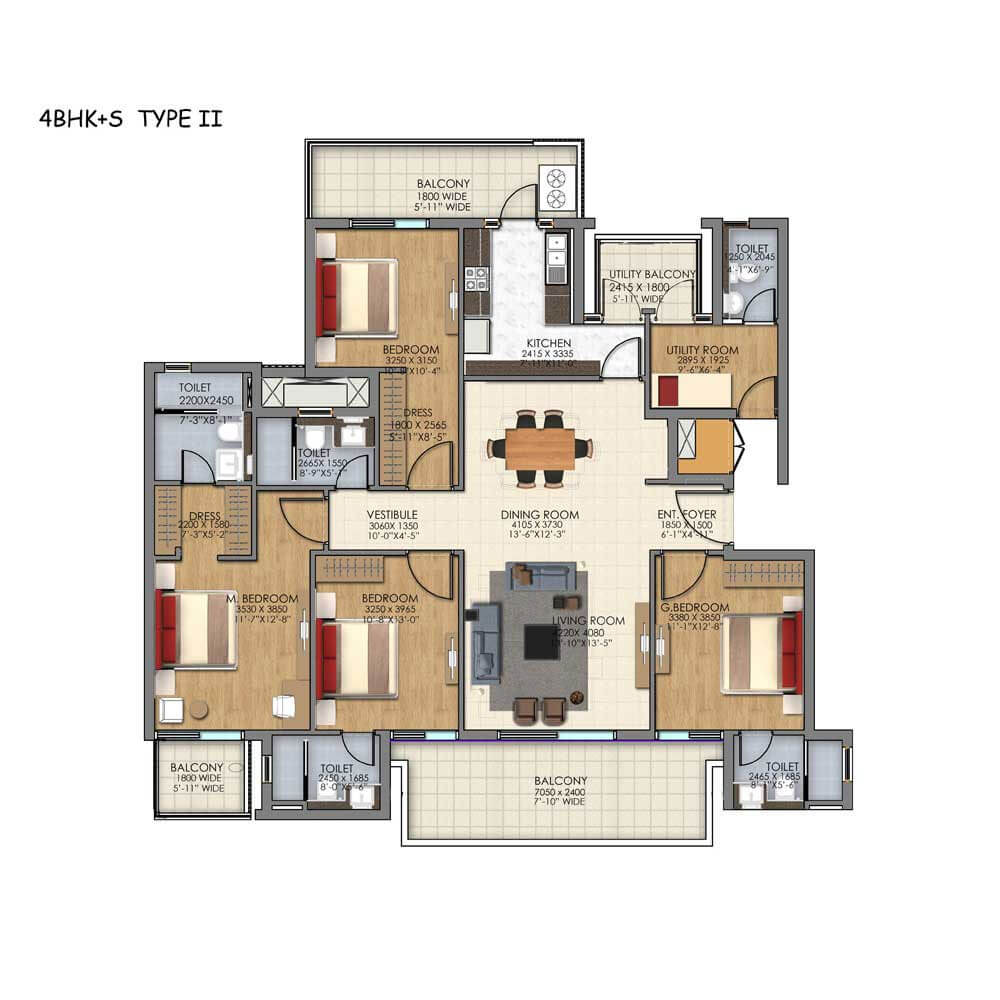 4BHK+S TYPE II
BALCONY
1800 WIDE
5'-11" WIDE
TOILET
1250 X 2045
4'-1"X6'-9"
UTILITY BALCONY
2415 X 1800
5'-11" WIDE
BEDROOM
3250 X 3150
10'-8"X10'-4"
KITCHEN
2415 X 3335
7'-11"X11'-0"
UTILITY ROOM
2895 X 1925
9'-6"X6'-4"
TOILET
2200X2450
7'-3"X8'-1"
DRESS
1800 X 2565
5'-11"X8'-5"
TOILET
2665X 1550
8'-9"X5'-1"
DRESS
2200 X 1580
7'-3"X5'-2"
VESTIBULE
3060X 1350
10'-0"X4'-5"
DINING ROOM
4105 X 3730
13'-6"X12'-3"
ENT. FOYER
1850 X 1500
6'-1"X4'-11"
M. BEDROOM
3530 X 3850
11'-7"X12'-8"
BEDROOM
3250 X 3965
10'-8"X13'-0"
LIVING ROOM
4220X 4080
13'-10"X13'-5"
G.BEDROOM
3380 X 3850
11'-1"X12'-8"
BALCONY
1800 WIDE
5'-11" WIDE
TOILET
2450 X 1685
8'-0"X5'-6"
BALCONY
7050 x 2400
7'-10" WIDE
TOILET
2465 X 1685
8'-1"X5'-6"